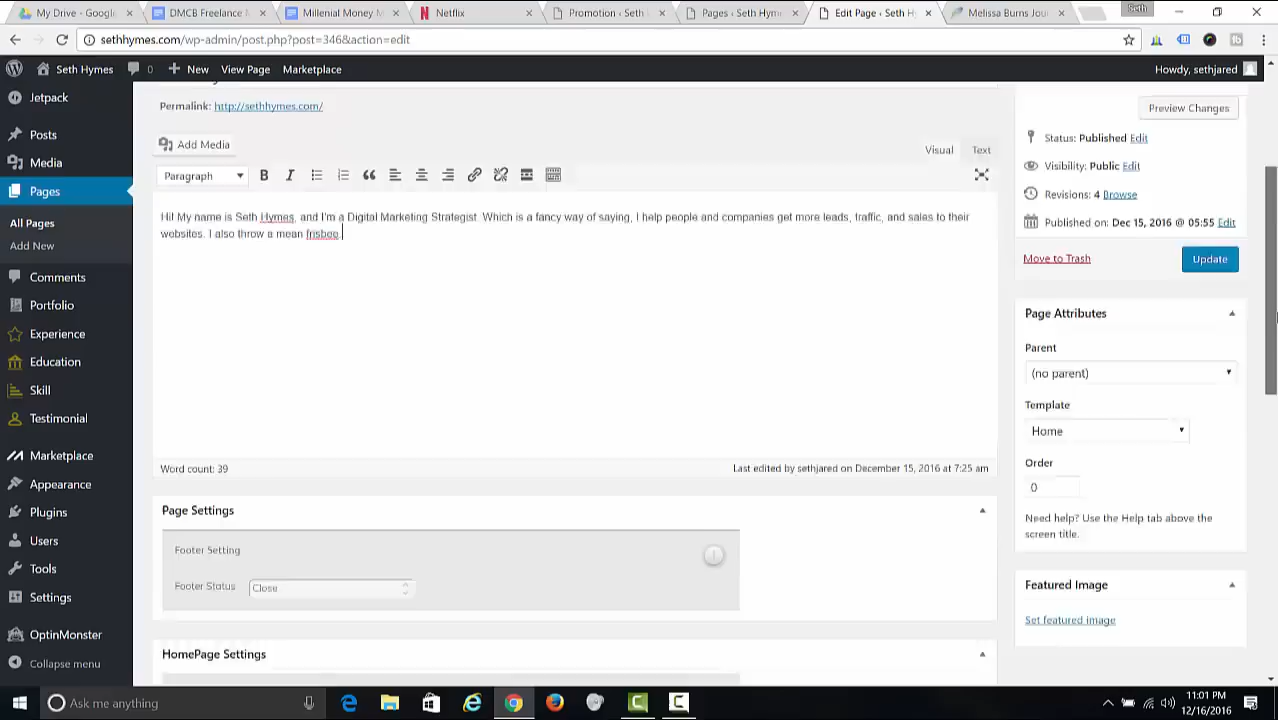 My Drive - Google
DMCB Freelance M
Millenial Money M
Netflix
Promotion ‹ Seth H
Pages ‹ Seth Hyme
Edit Page ‹ Seth H
Melissa Burns Jou
Seth
sethhymes.com/wp-admin/post.php?post=346&action=edit
Seth Hymes
0
New
View Page
Marketplace
Howdy, sethjared
Jetpack
Posts
Media
Pages
All Pages
Add New
Comments
Portfolio
Experience
Education
Skill
Testimonial
Marketplace
Appearance
Plugins
Users
Tools
Settings
OptinMonster
Collapse menu
Permalink: http://sethhymes.com/
Add Media
Visual
Text
Paragraph
B
I
Hi! My name is Seth Hymes, and I'm a Digital Marketing Strategist. Which is a fancy way of saying, I help people and companies get more leads, traffic, and sales to their
websites. I also throw a mean frisbee.
Word count: 39
Last edited by sethjared on December 15, 2016 at 7:25 am
Page Settings
Footer Setting
Footer Status
Close
HomePage Settings
Preview Changes
Status: Published Edit
Visibility: Public Edit
Revisions: 4 Browse
Published on: Dec 15, 2016 @ 05:55 Edit
Move to Trash
Update
Page Attributes
Parent
(no parent)
Template
Home
Order
0
Need help? Use the Help tab above the
screen title.
Featured Image
Set featured image
Ask me anything
11:01 PM
12/16/2016